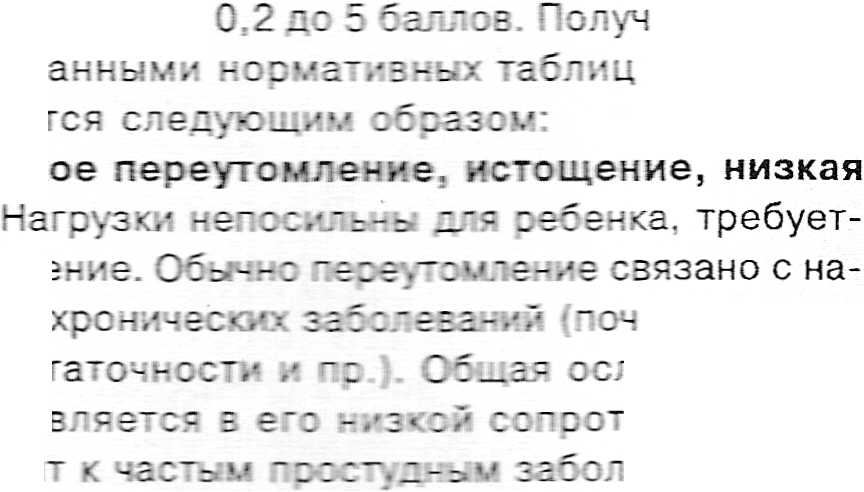 0,2 до 5 баллов. Получ
анными нормативных таблиц
тся следующим образом:
ое переутомление, истощение, низкая
Нагрузки непосильны для ребенка, требует-
ение. Обычно переутомление связано с на-
хронических заболеваний (поч
таточности и пр.). Общая осл
вляется в его низкой сопрот
т к частым простудным забол